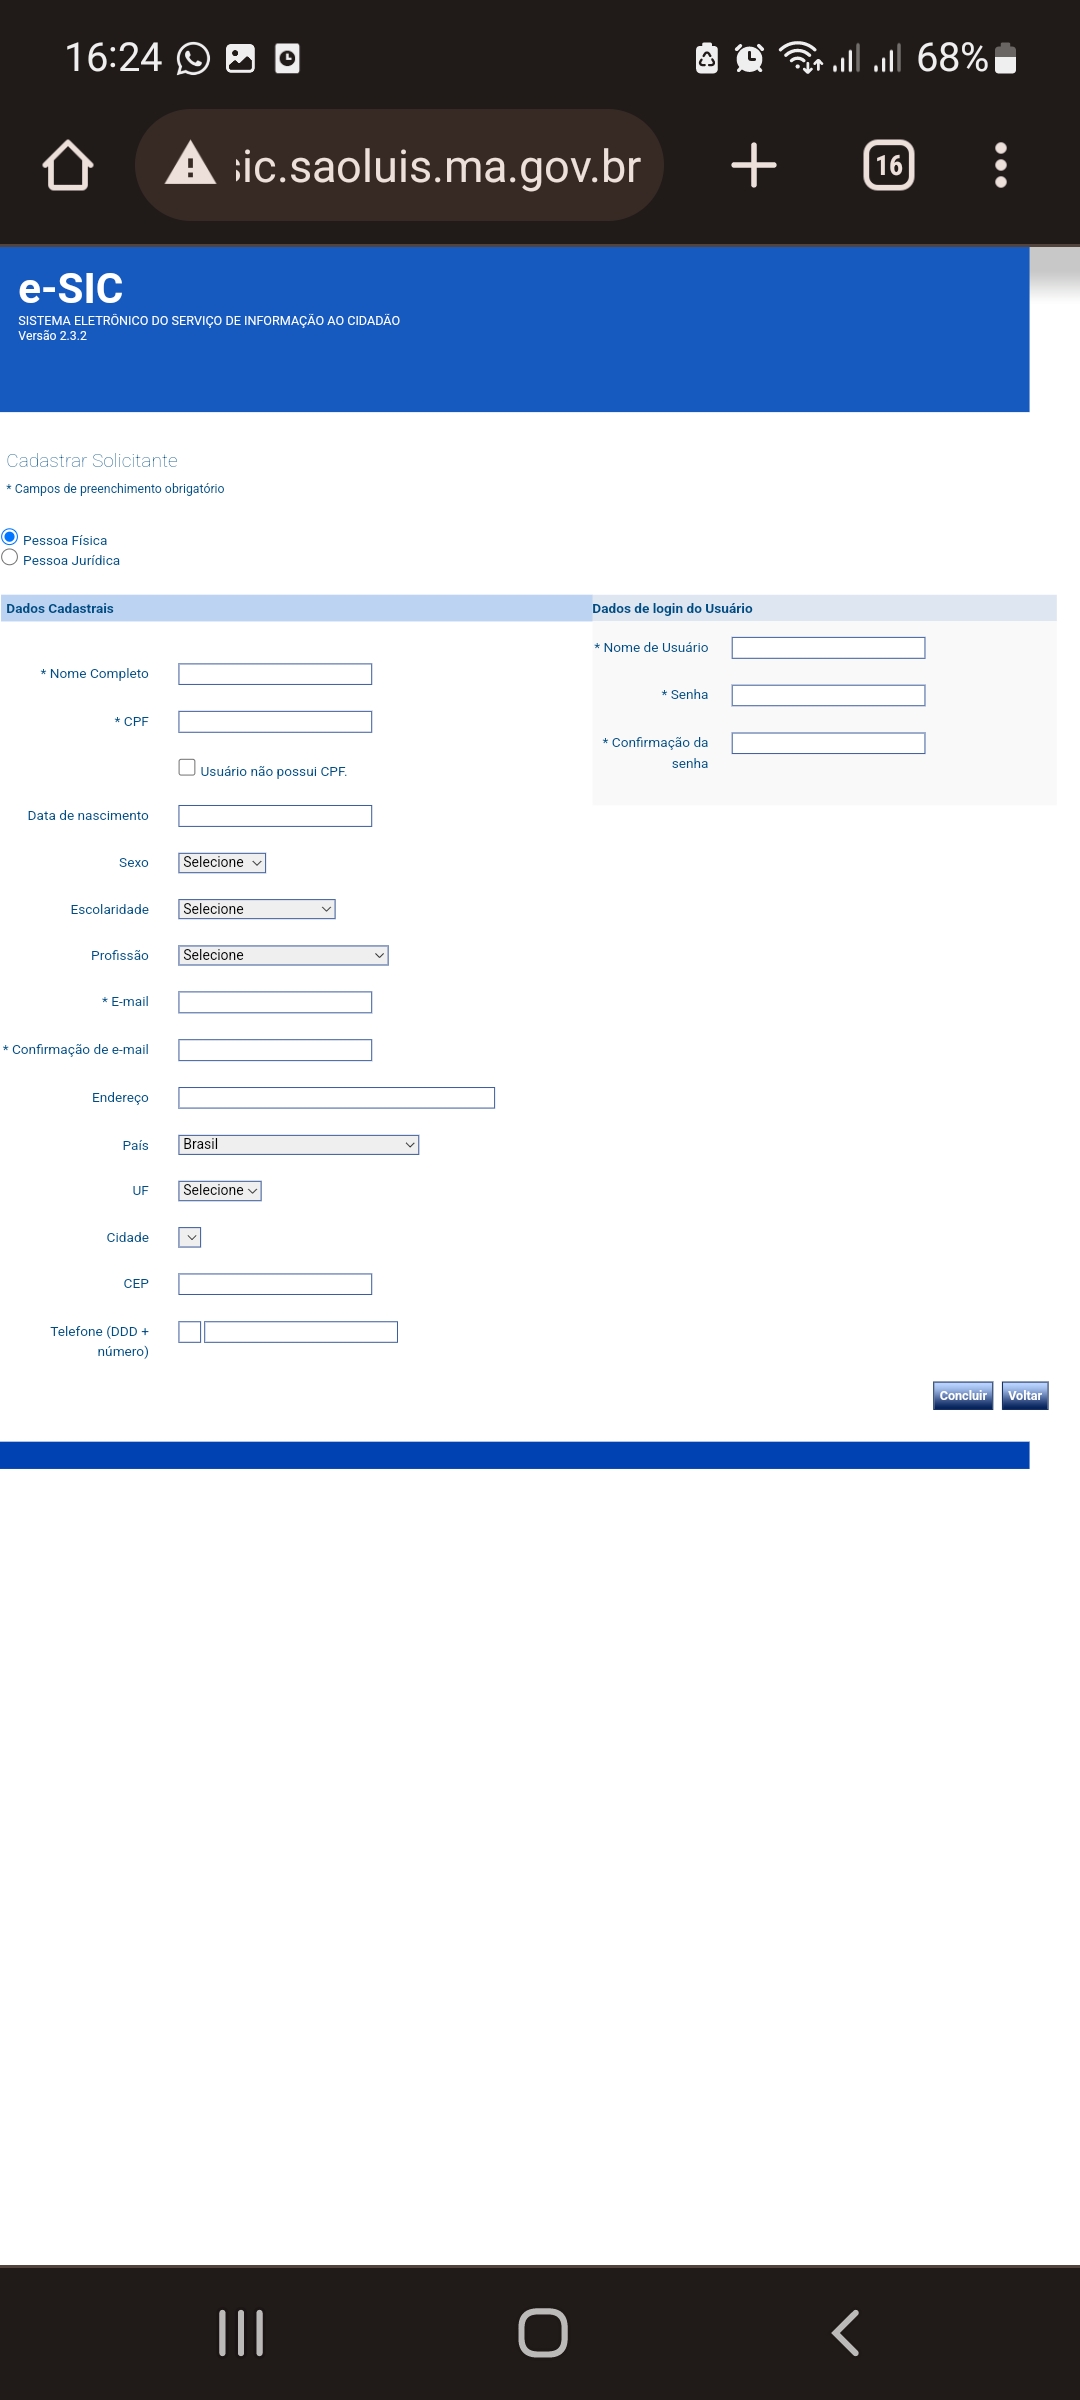 16:24
68%
sic.saoluis.ma.gov.br
16
e-SIC
SISTEMA ELETRÔNICO DO SERVIÇO DE INFORMAÇÃO AO CIDADÃO
Versão 2.3.2
Cadastrar Solicitante
* Campos de preenchimento obrigatório
Pessoa Física
Pessoa Jurídica
Dados Cadastrais
* Nome Completo
* CPF
Usuário não possui CPF.
Data de nascimento
Sexo Selecione
Escolaridade Selecione
Profissão Selecione
* E-mail
* Confirmação de e-mail
Endereço
País Brasil
UF Selecione
Cidade
CEP
Telefone (DDD +
número)
Dados de login do Usuário
* Nome de Usuário
* Senha
* Confirmação da
senha
Concluir Voltar